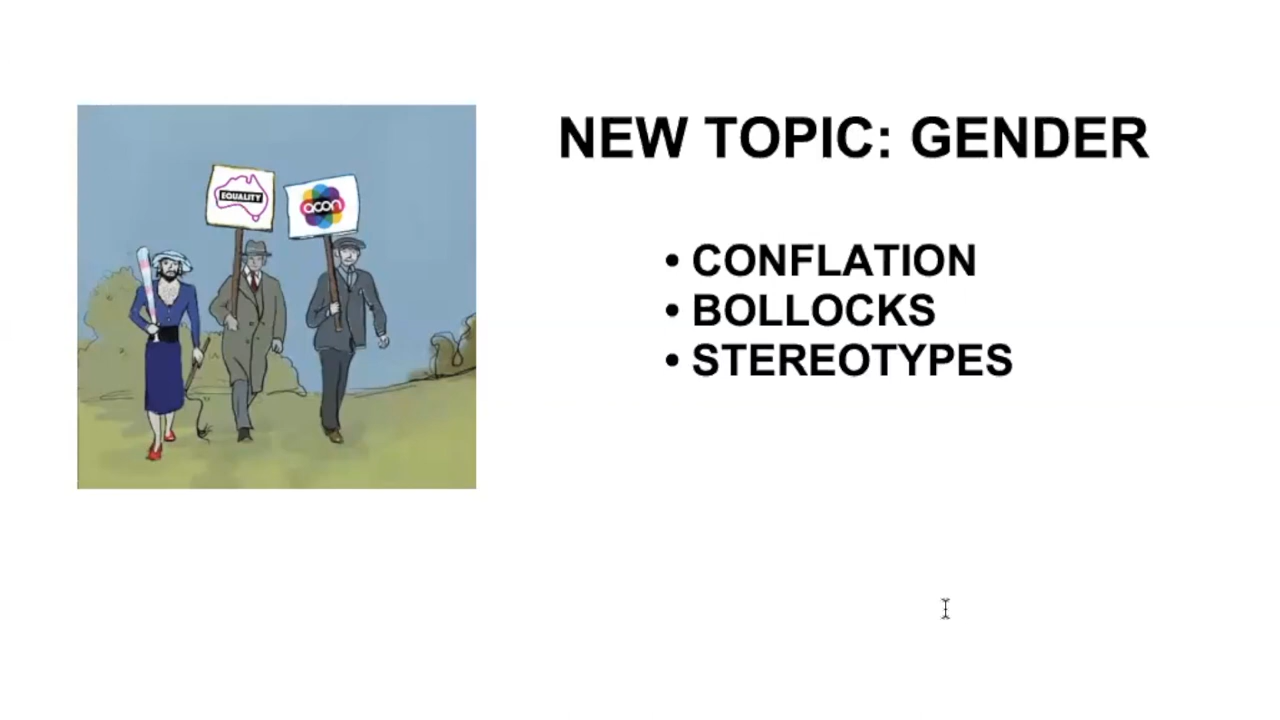 EQUALITY
acon
NEW TOPIC: GENDER
• CONFLATION
• BOLLOCKS
• STEREOTYPES